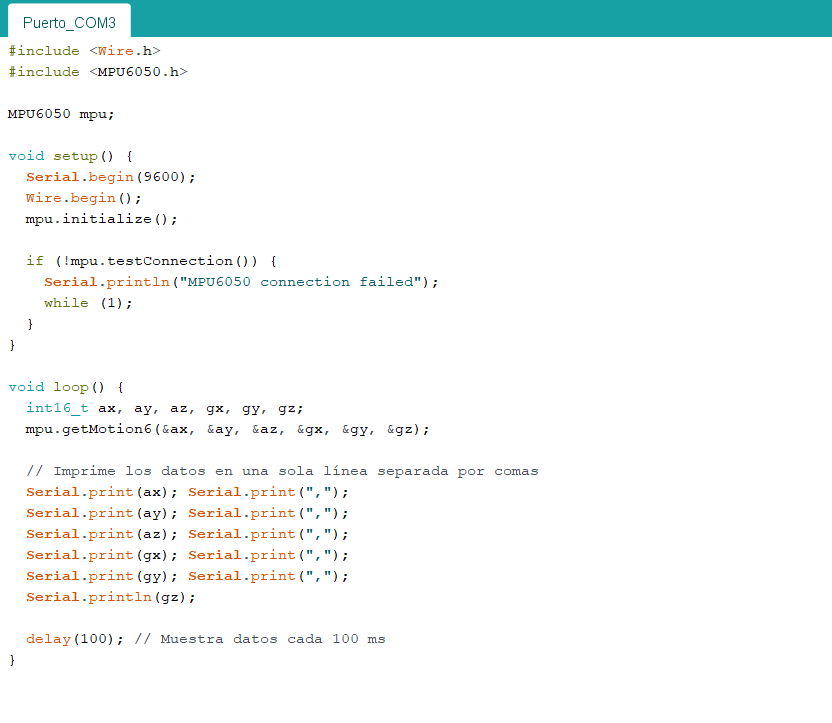 Puerto_COM3
#include <Wire.h>
#include <MPU6050.h>
MPU6050 mpu;
void setup() {
  Serial.begin(9600);
  Wire.begin();
  mpu.initialize();
  if (!mpu.testConnection()) {
    Serial.println("MPU6050 connection failed");
    while (1);
  }
}
void loop() {
  int16_t ax, ay, az, gx, gy, gz;
  mpu.getMotion6(&ax, &ay, &az, &gx, &gy, &gz);
  // Imprime los datos en una sola línea separada por comas
  Serial.print(ax); Serial.print(",");
  Serial.print(ay); Serial.print(",");
  Serial.print(az); Serial.print(",");
  Serial.print(gx); Serial.print(",");
  Serial.print(gy); Serial.print(",");
  Serial.println(gz);
  delay(100); // Muestra datos cada 100 ms
}